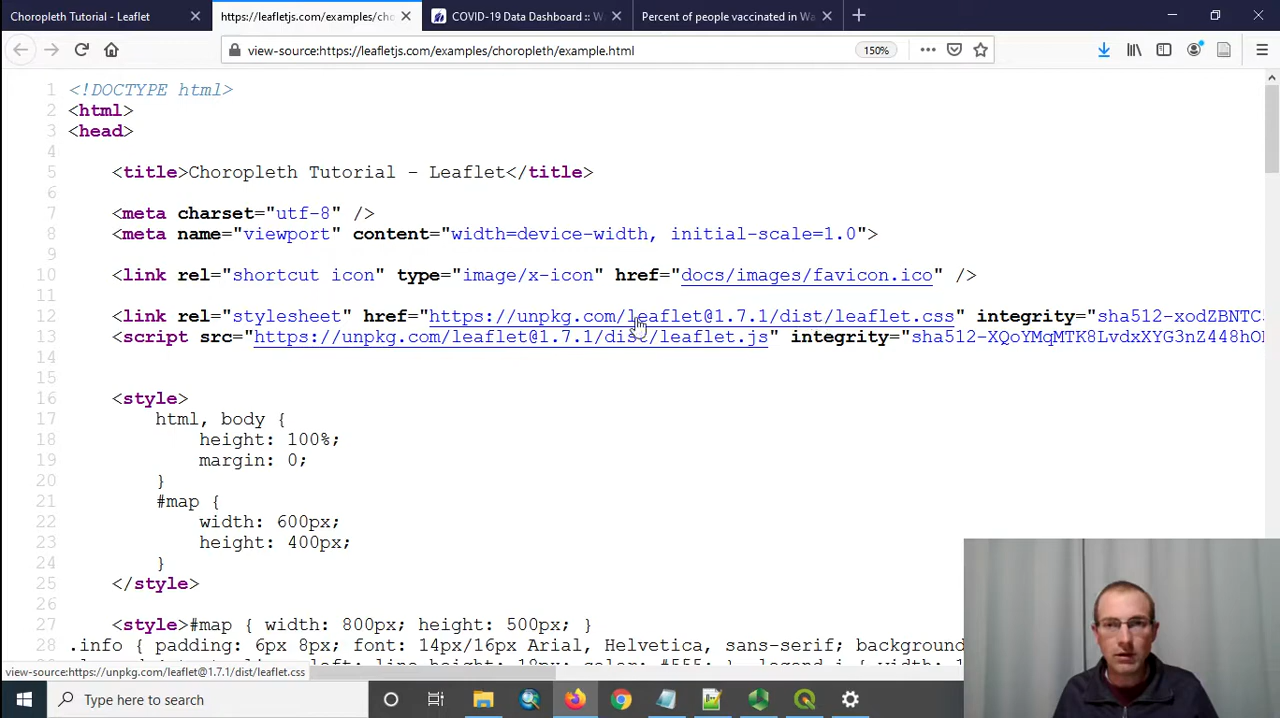 Choropleth Tutorial - Leaflet
https://leafletjs.com/examples/cho
COVID-19 Data Dashboard :: Wa
Percent of people vaccinated in Wa
view-source:https://leafletjs.com/examples/choropleth/example.html
150%
1 <!DOCTYPE html>
2 <html>
3 <head>
4
5 <title>Choropleth Tutorial - Leaflet</title>
6
7 <meta charset="utf-8" />
8 <meta name="viewport" content="width=device-width, initial-scale=1.0">
9
10 <link rel="shortcut icon" type="image/x-icon" href="docs/images/favicon.ico" />
11
12 <link rel="stylesheet" href="https://unpkg.com/leaflet@1.7.1/dist/leaflet.css" integrity="sha512-xodZBNTC
13 <script src="https://unpkg.com/leaflet@1.7.1/dist/leaflet.js" integrity="sha512-XQoYMqMTK8LvdxXYG3nZ448hO
14
15
16 <style>
17 html, body {
18 height: 100%;
19 margin: 0;
20 }
21 #map {
22 width: 600px;
23 height: 400px;
24 }
25 </style>
26
27 <style>#map { width: 800px; height: 500px; }
28 .info { padding: 6px 8px; font: 14px/16px Arial, Helvetica, sans-serif; background
view-source:https://unpkg.com/leaflet@1.7.1/dist/leaflet.css
Type here to search